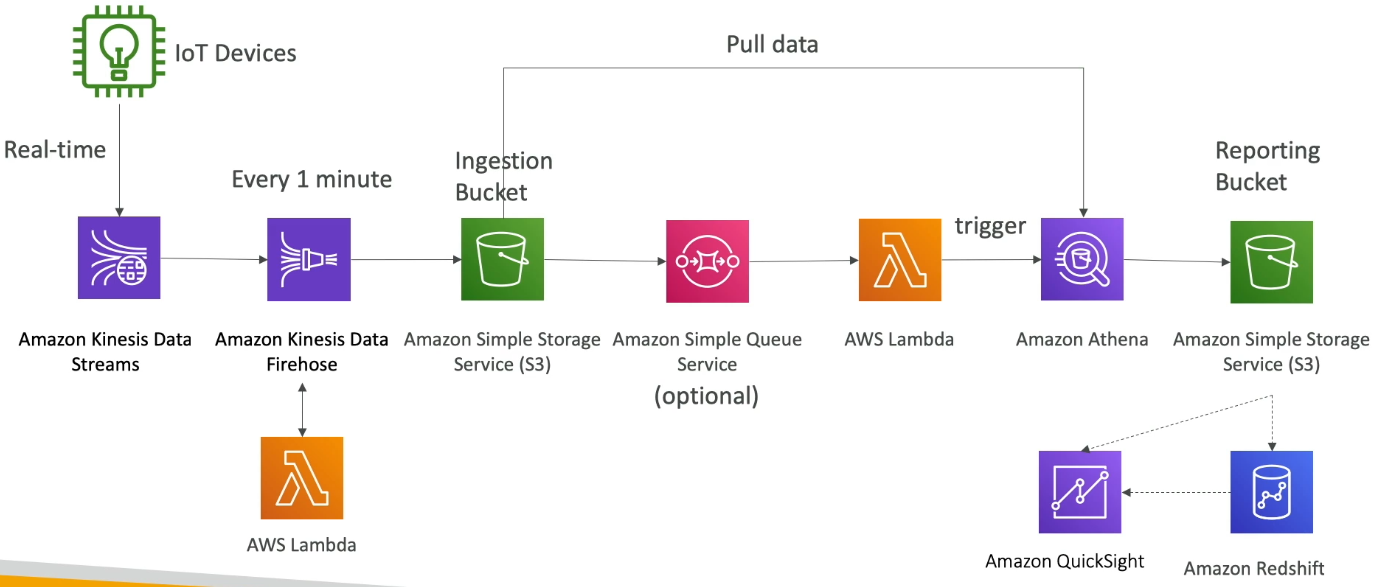 IoT Devices
Pull data
Real-time
Every 1 minute
Ingestion
Bucket
Reporting
Bucket
trigger
Amazon Kinesis Data
Streams
Amazon Kinesis Data
Firehose
Amazon Simple Storage
Service (S3)
Amazon Simple Queue
Service
(optional)
AWS Lambda
Amazon Athena
Amazon Simple Storage
Service (S3)
AWS Lambda
Amazon QuickSight
Amazon Redshift